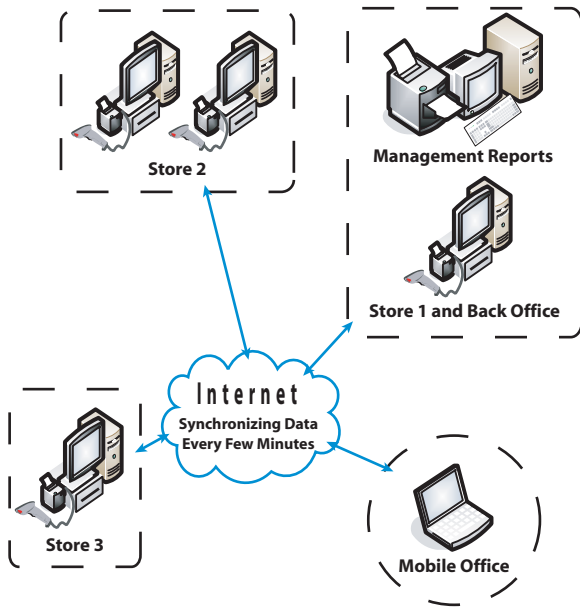 Store 2
Management Reports
Store 1 and Back Office
Internet
Synchronizing Data
Every Few Minutes
Store 3
Mobile Office